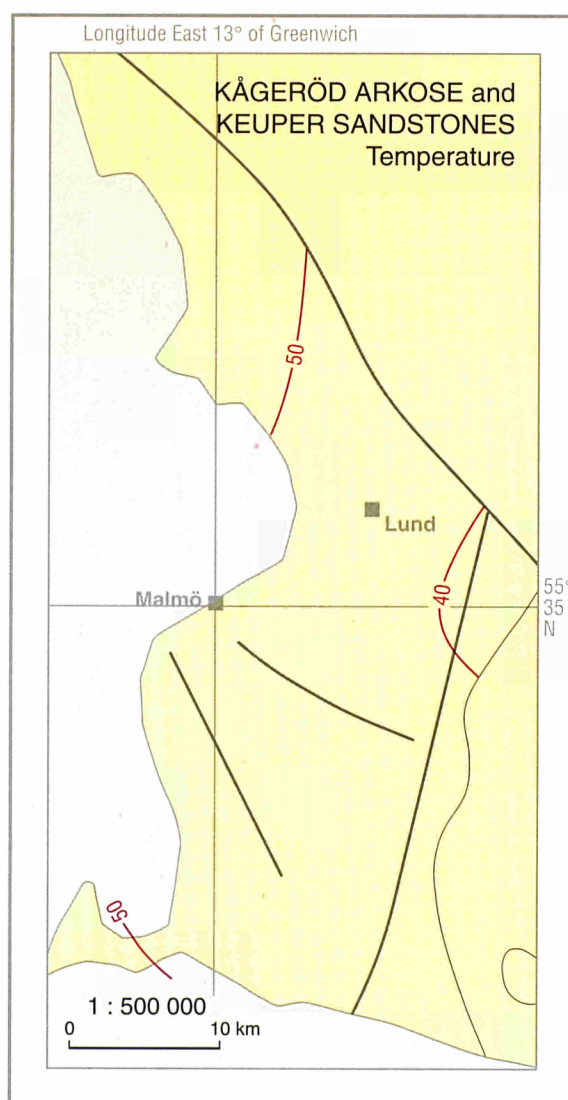 Longitude East 13° of Greenwich
KÅGERÖD ARKOSE and
KEUPER SANDSTONES
Temperature
50
Lund
40
55°
35
N
Malmö
50
1 : 500 000
0 10 km